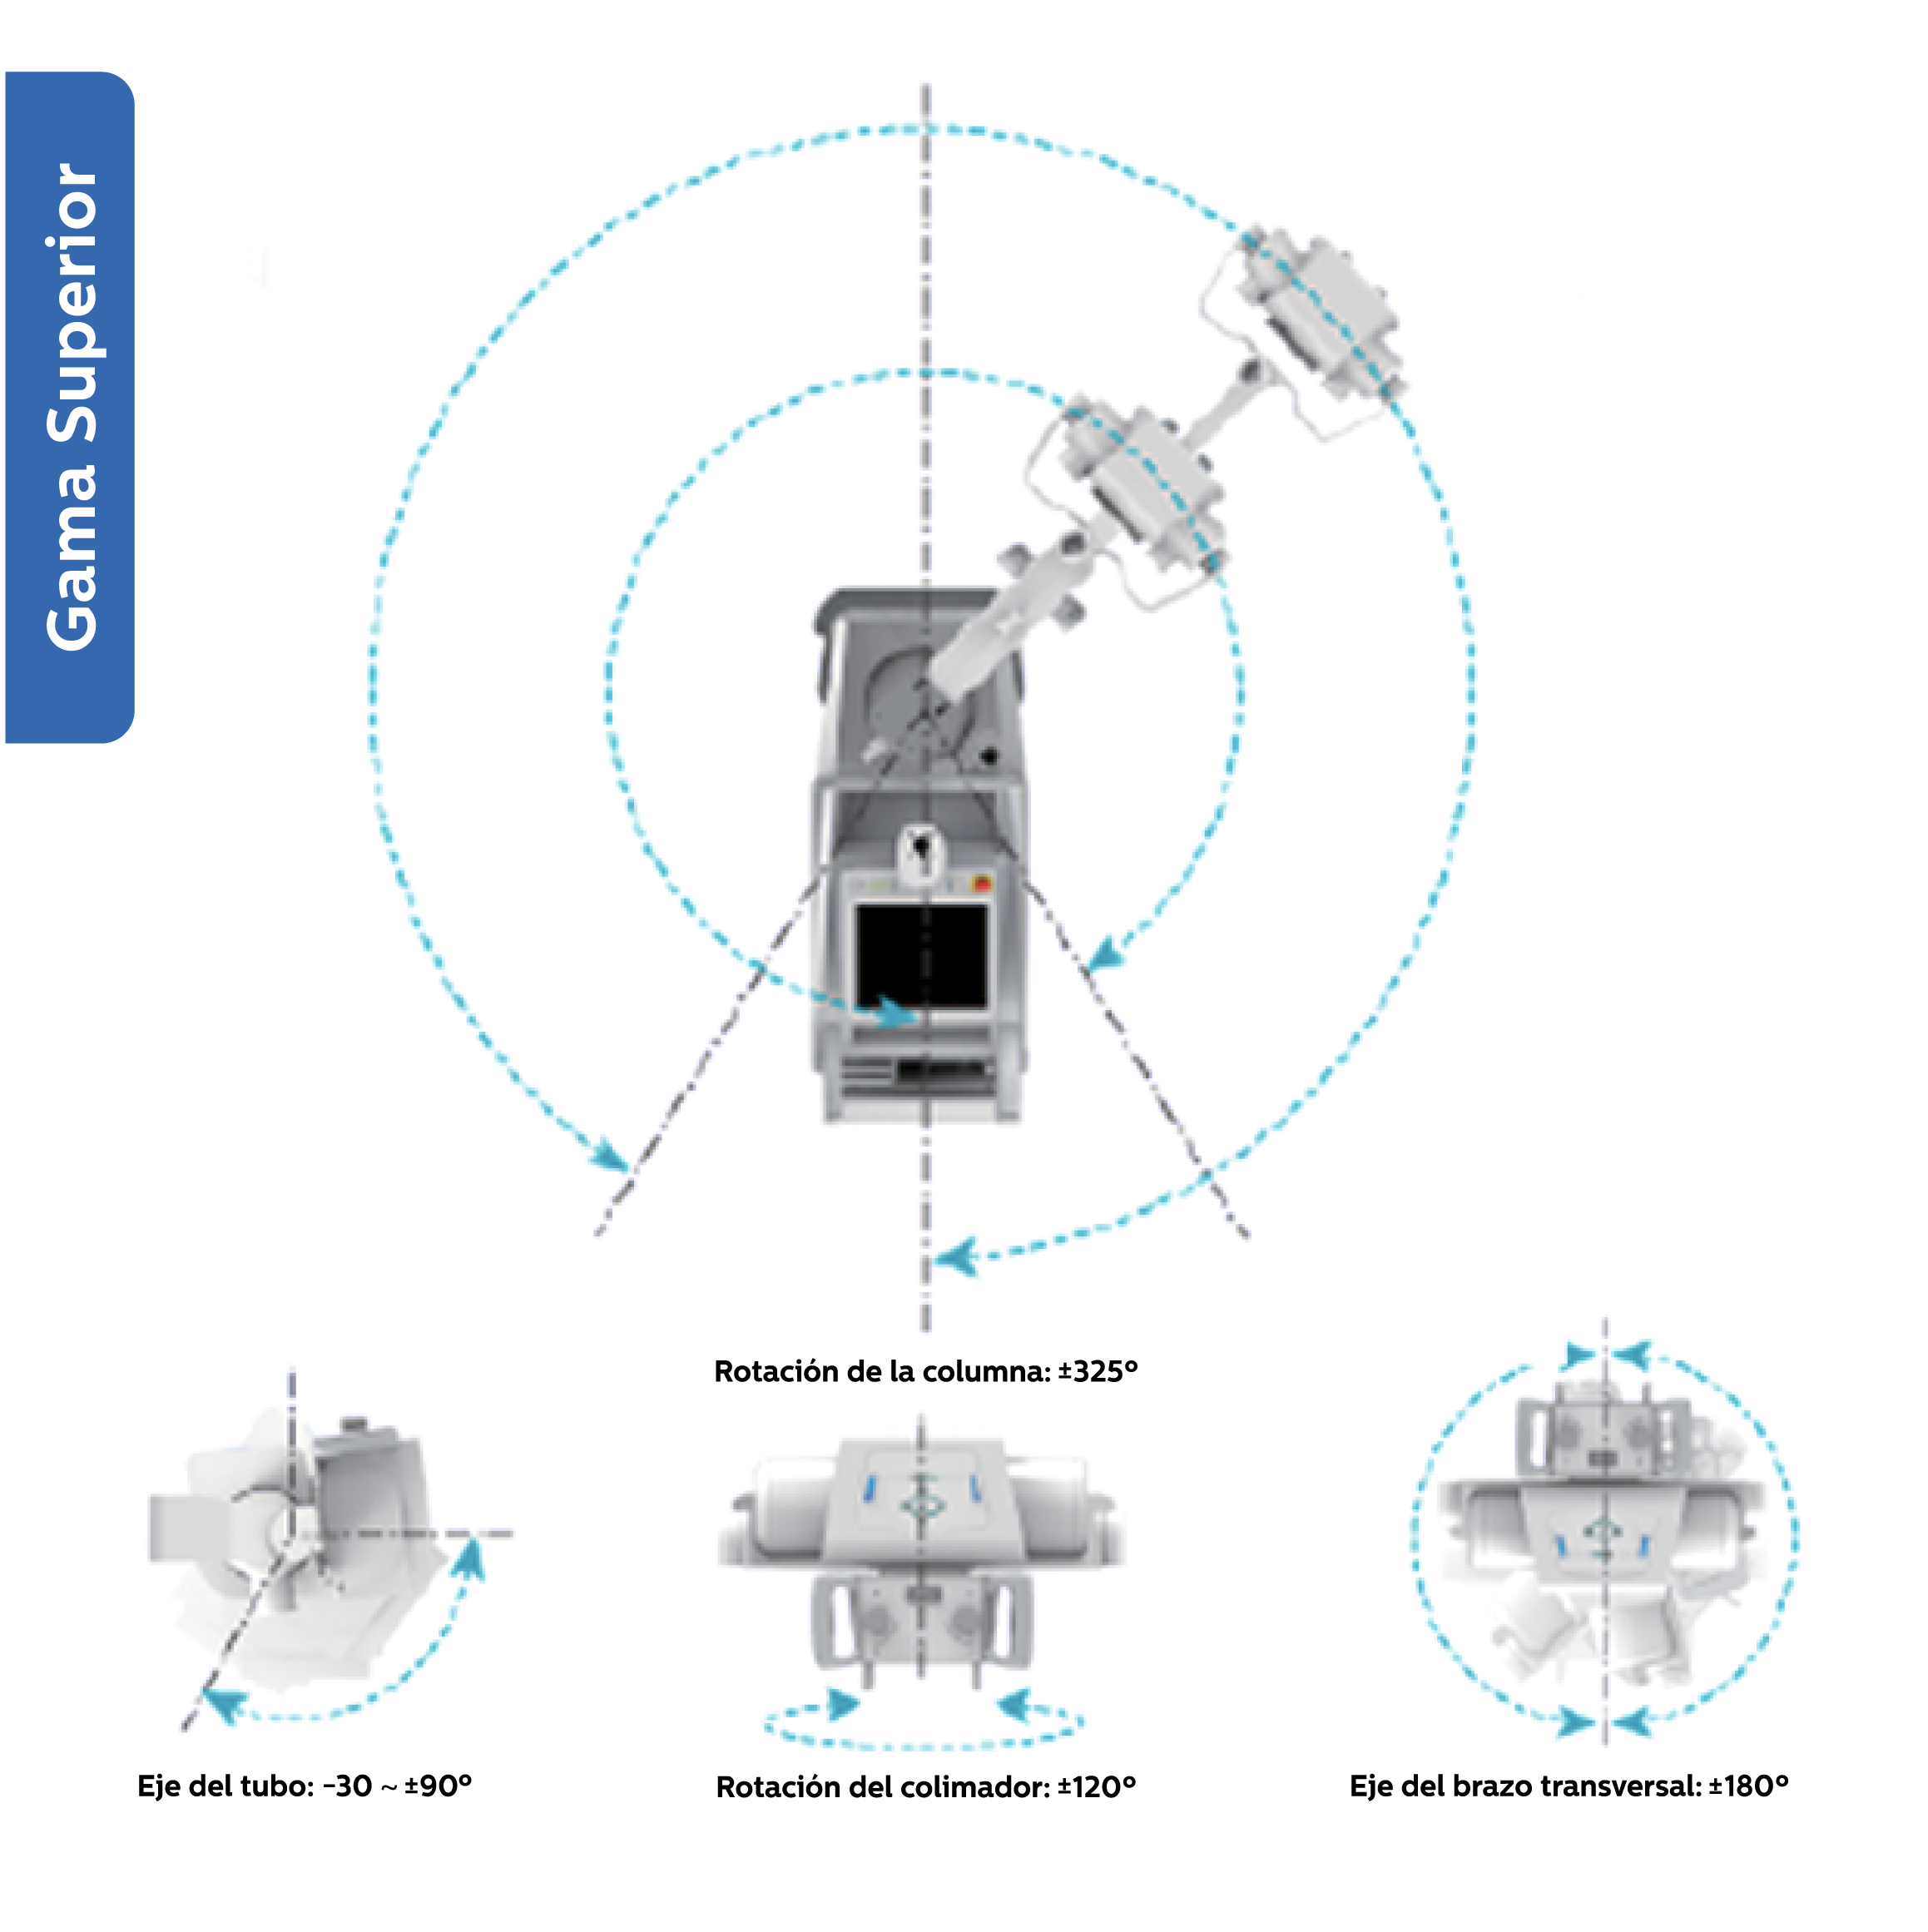 Gama Superior
Rotación de la columna: ±325°
Eje del tubo: -30 ~ ±90°
Rotación del colimador: ±120°
Eje del brazo transversal: ±180°